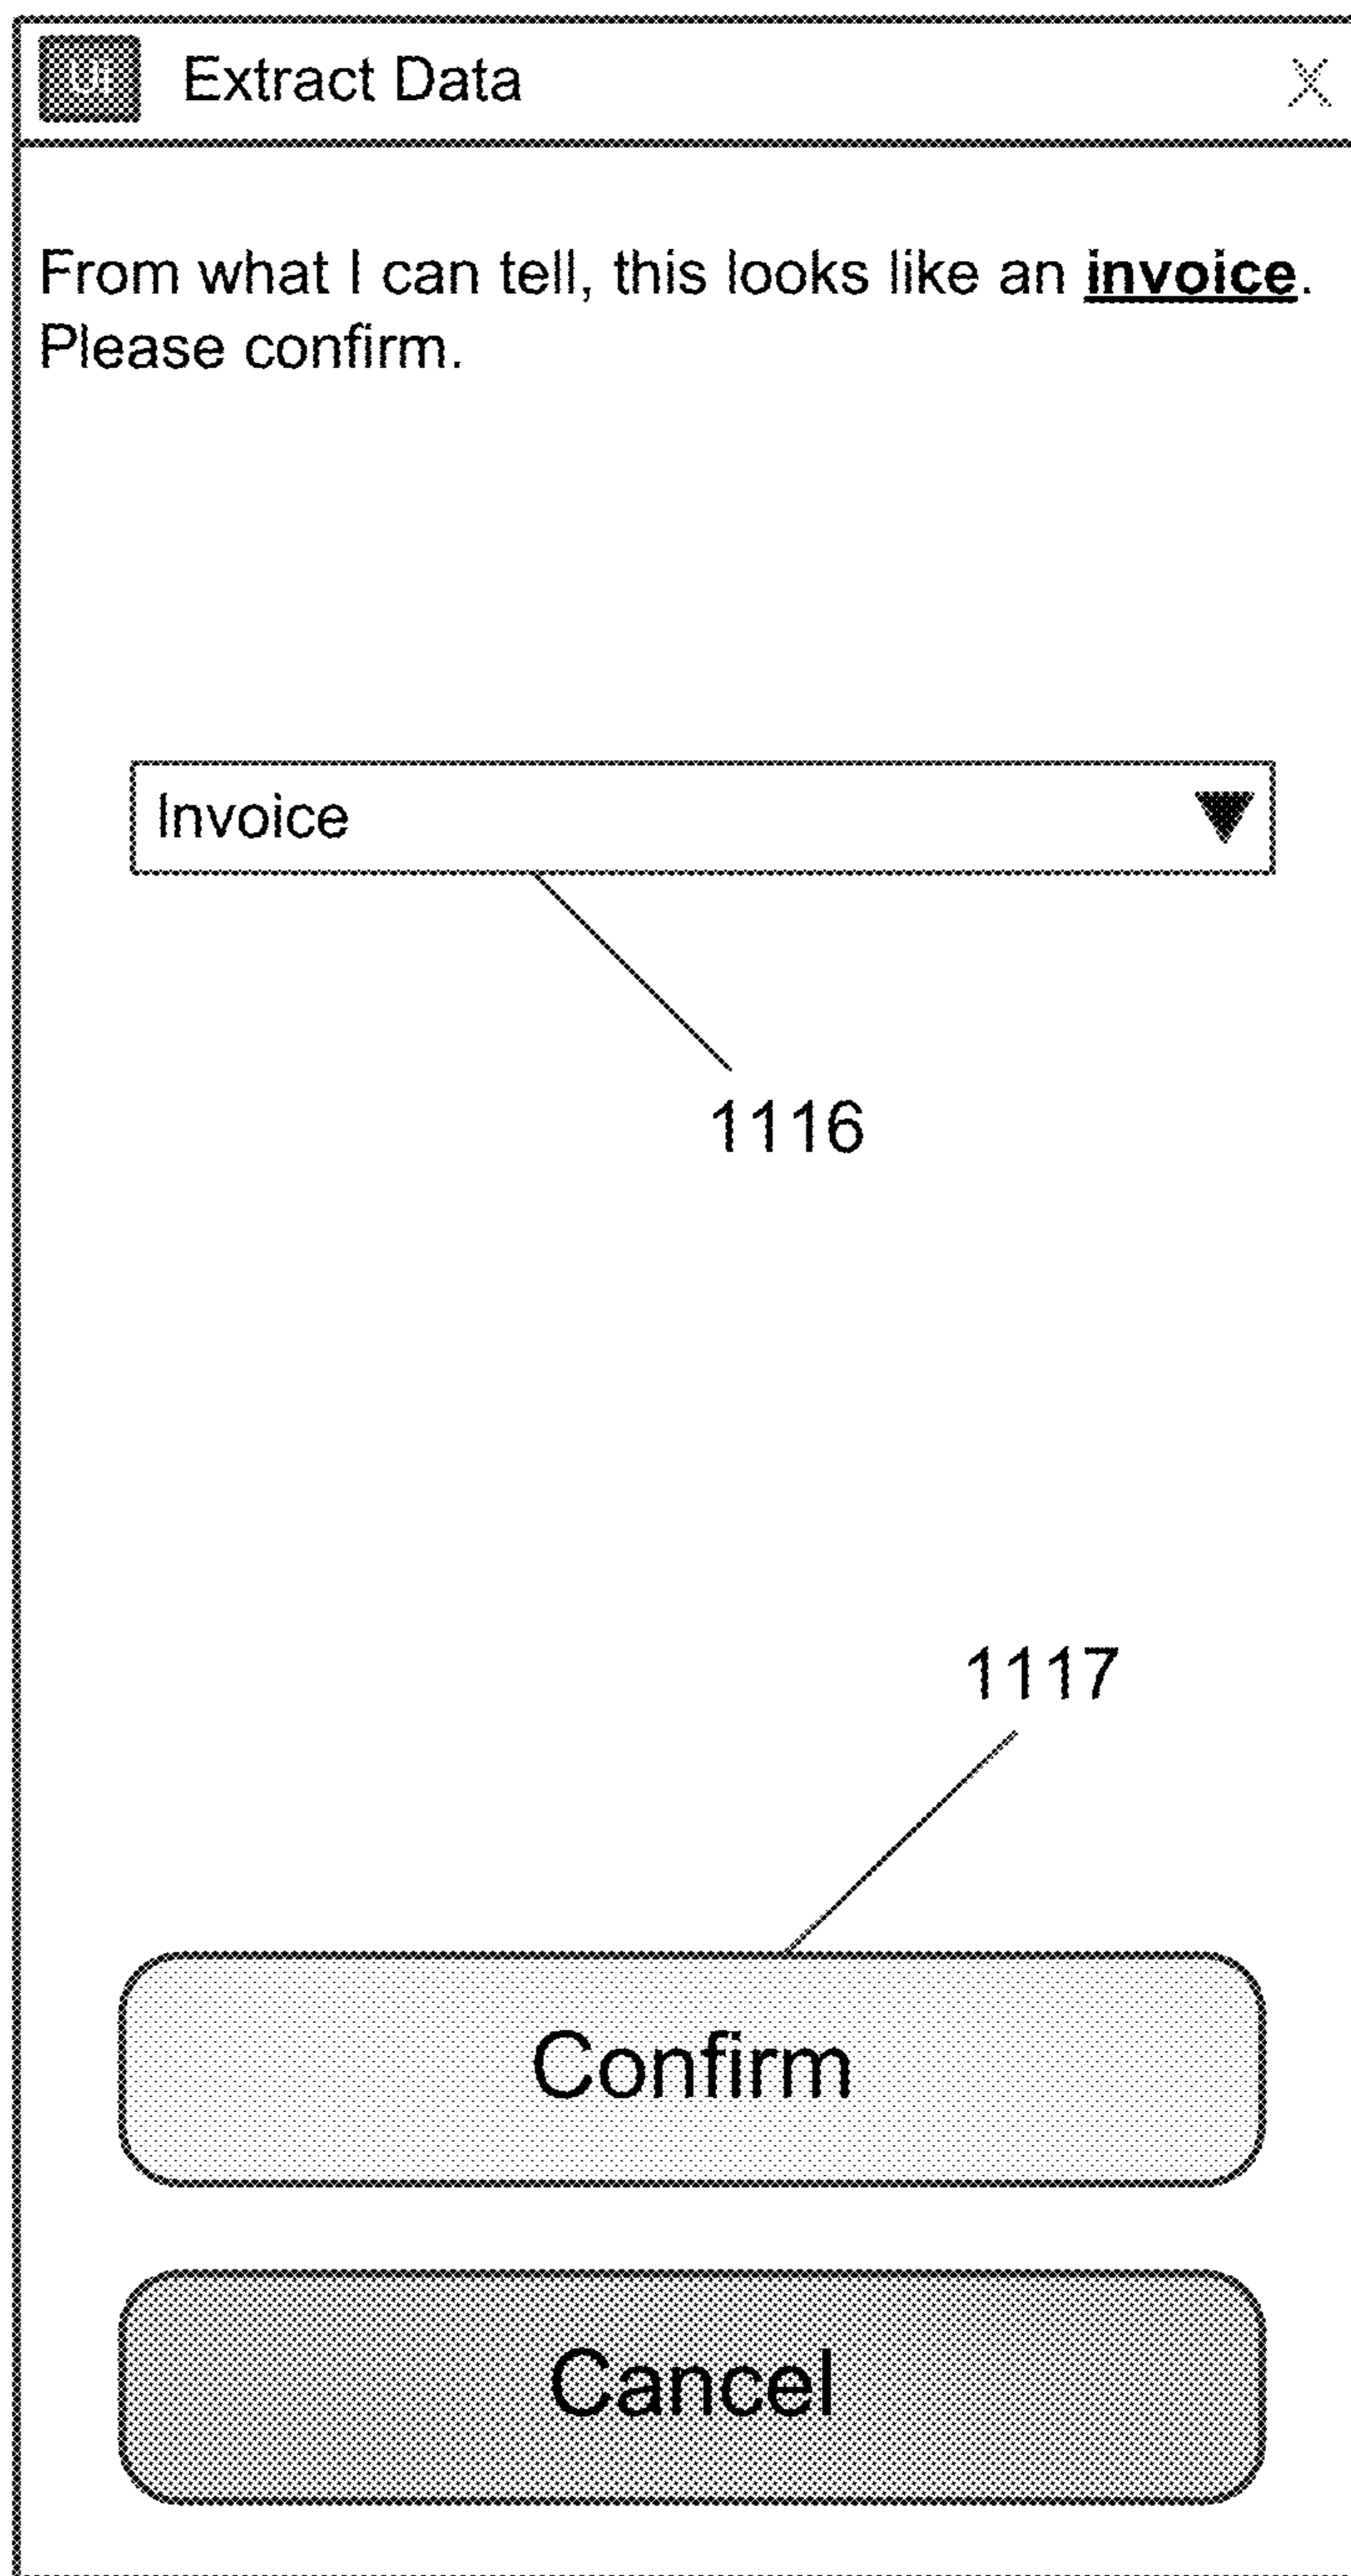 Extract Data
X
From what I can tell, this looks like an invoice.
Please confirm.
Invoice
1116
1117
Confirm
Cancel